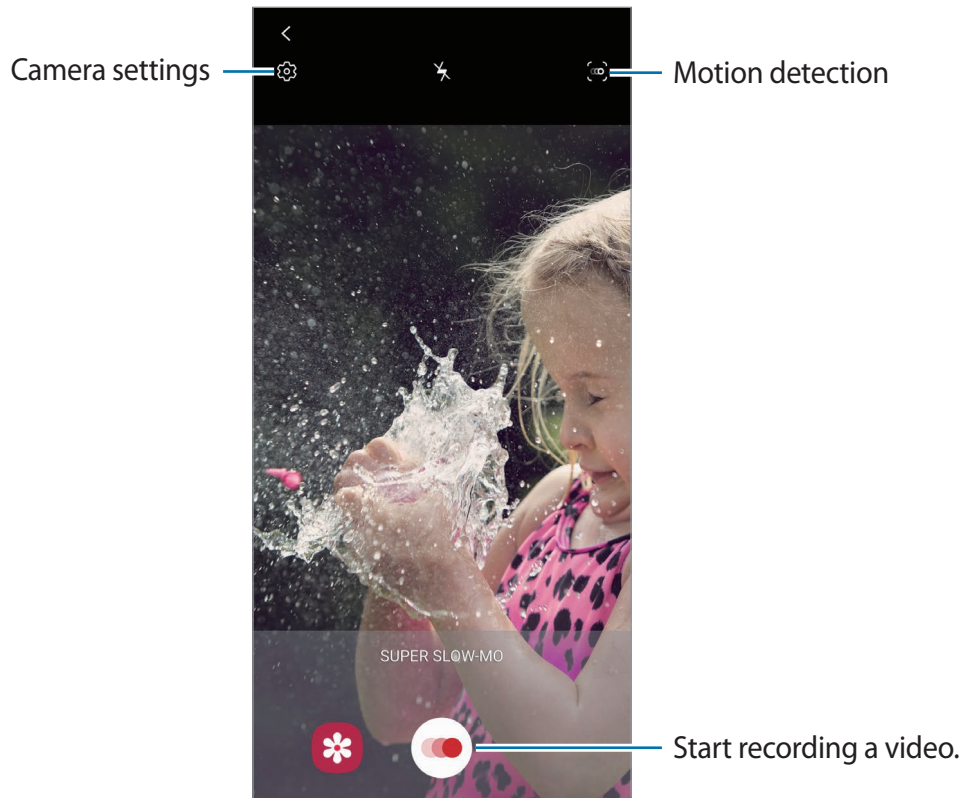 Camera settings
Motion detection
SUPER SLOW-MO
Start recording a video.